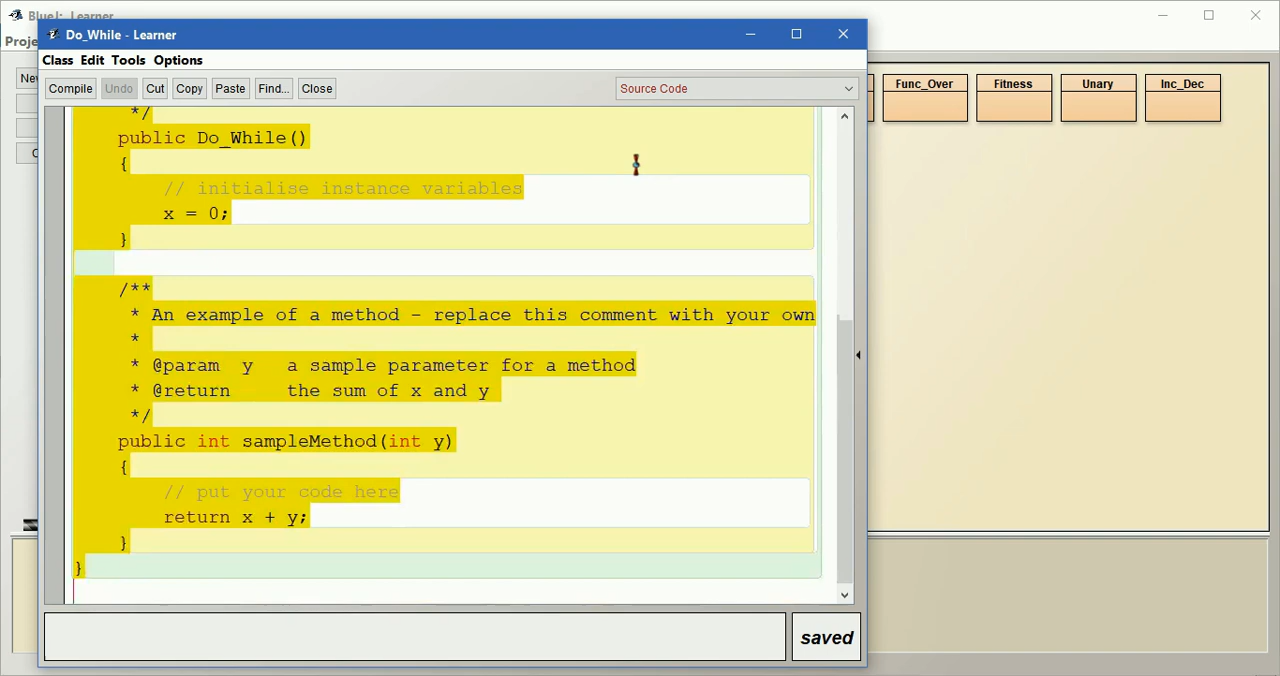 BlueJ: Learner
Do_While - Learner
Class Edit Tools Options
Compile Undo Cut Copy Paste Find... Close Source Code
Func_Over Fitness Unary Inc_Dec
*/
public Do_While()
{
// initialise instance variables
x = 0;
}
/**
* An example of a method - replace this comment with your own
*
* @param y a sample parameter for a method
* @return the sum of x and y
*/
public int sampleMethod(int y)
{
// put your code here
return x + y;
}
}
saved